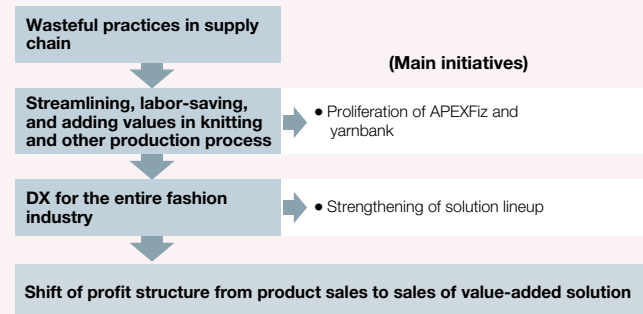 Wasteful practices in supply
chain
(Main initiatives)
Streamlining, labor-saving,
and adding values in knitting
and other production process
● Proliferation of APEXFiz and
yarnbank
DX for the entire fashion
industry
● Strengthening of solution lineup
Shift of profit structure from product sales to sales of value-added solution